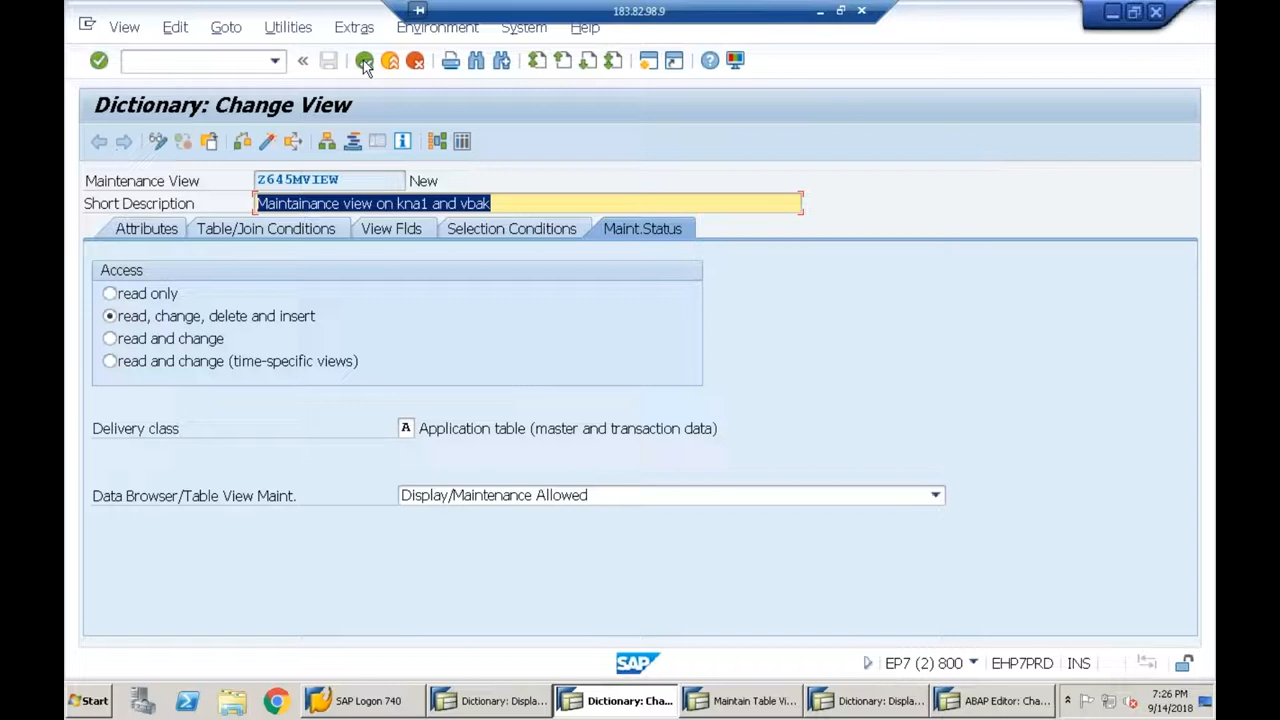 183.82.98.9
View Edit Goto Utilities Extras Environment System Help
Dictionary: Change View
Maintenance View Z645MVIEW New
Short Description Maintainance view on kna1 and vbak
Attributes Table/Join Conditions View Flds Selection Conditions Maint.Status
Access
read only
read, change, delete and insert
read and change
read and change (time-specific views)
Delivery class A Application table (master and transaction data)
Data Browser/Table View Maint. Display/Maintenance Allowed
SAP EP7 (2) 800 EHP7PRD INS
Start SAP Logon 740 Dictionary: Displa... Dictionary: Cha... Maintain Table Vi... Dictionary: Displa... ABAP Editor: Cha... 7:26 PM
9/14/2018